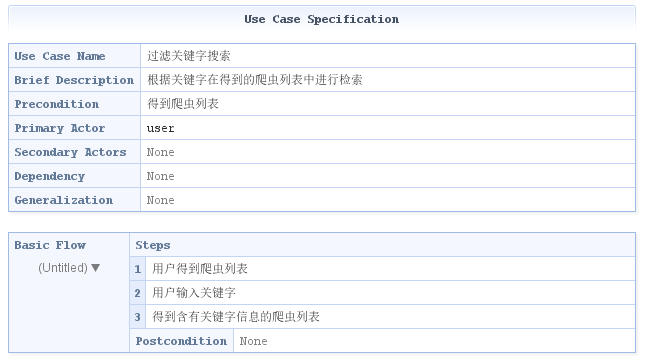 Use Case Specification
Use Case Name 过滤关键字搜索
Brief Description 根据关键字在得到的爬虫列表中进行检索
Precondition 得到爬虫列表
Primary Actor user
Secondary Actors None
Dependency None
Generalization None
Basic Flow Steps
(Untitled) ▼ 1 用户得到爬虫列表
2 用户输入关键字
3 得到含有关键字信息的爬虫列表
Postcondition None